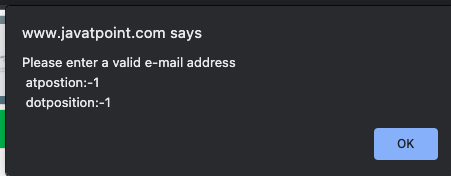 www.javatpoint.com says
Please enter a valid e-mail address
atpostion:-1
dotposition:-1
OK